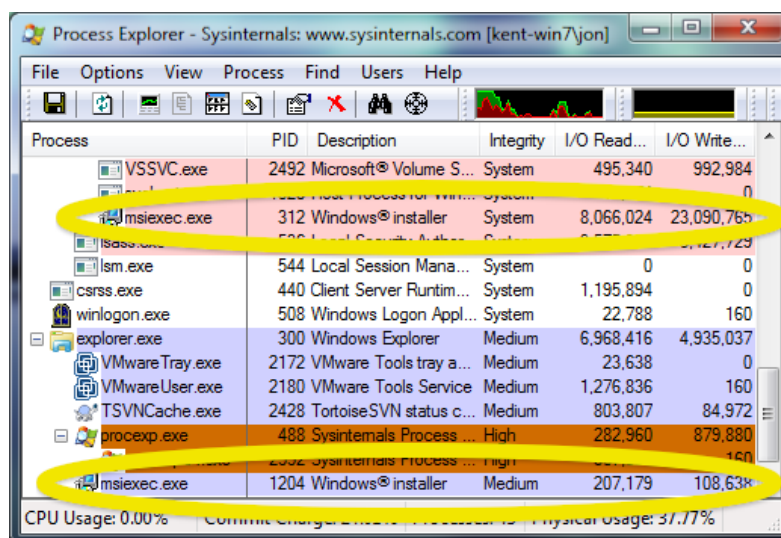 Process Explorer - Sysinternals: www.sysinternals.com [kent-win7\jon]
File Options View Process Find Users Help
Process PID Description Integrity I/O Read... I/O Write...
VSSVC.exe 2492 Microsoft® Volume S... System 495,340 992,984
0
msiexec.exe 312 Windows® installer System 8,066,024 23,090,765
lsass.exe
lsm.exe 544 Local Session Mana... System 0 0
csrss.exe 440 Client Server Runtim... System 1,195,894 0
winlogon.exe 508 Windows Logon Appl... System 22,788 160
explorer.exe 300 Windows Explorer Medium 6,968,416 4,935,037
VMwareTray.exe 2172 VMware Tools tray a... Medium 23,638 0
VMwareUser.exe 2180 VMware Tools Service Medium 1,276,836 160
TSVNCache.exe 2428 TortoiseSVN status c... Medium 803,807 84,972
procexp.exe 488 Sysinternals Process ... High 282,960 879,880
Sysinternals Process ... High 160
msiexec.exe 1204 Windows® installer Medium 207,179 108,638
CPU Usage: 0.00% Physical Usage: 37.77%